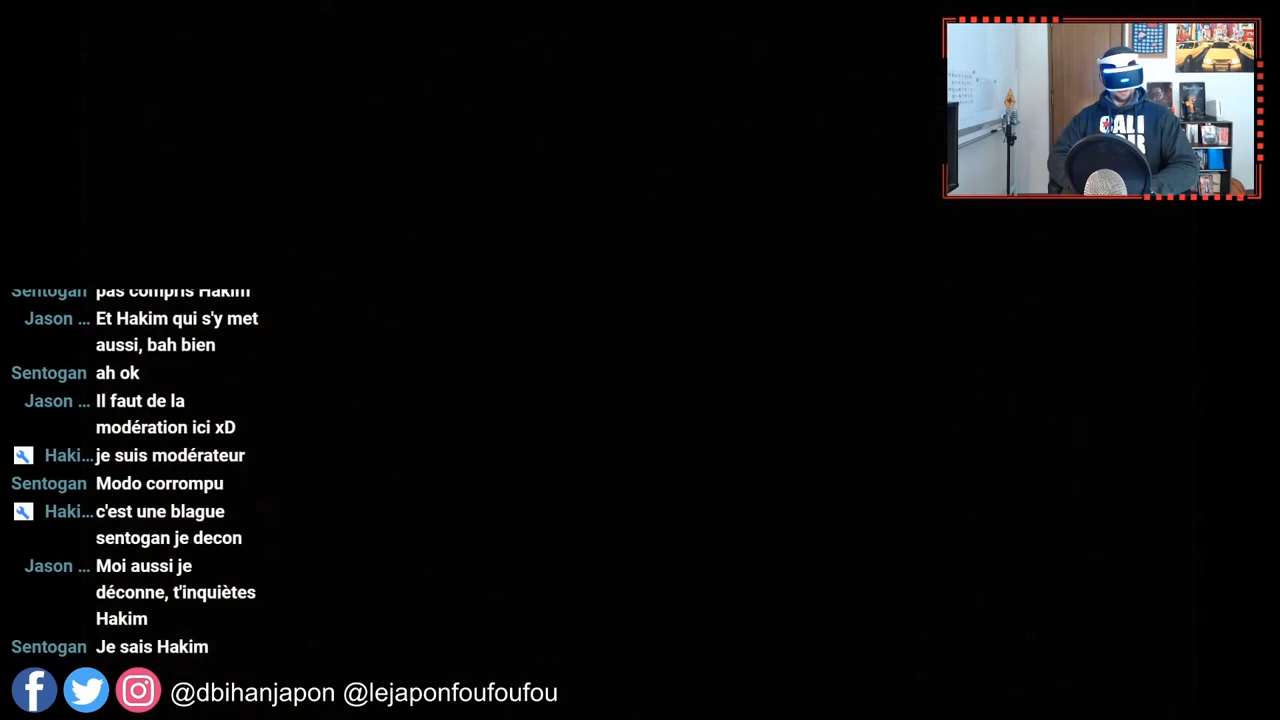 Sentogan pas compris Hakim
Jason ... Et Hakim qui s'y met
aussi, bah bien
Sentogan ah ok
Jason ... Il faut de la
modération ici xD
Haki... je suis modérateur
Sentogan Modo corrompu
Haki... c'est une blague
sentogan je decon
Jason ... Moi aussi je
déconne, t'inquiètes
Hakim
Sentogan Je sais Hakim
@dbihanjapon @lejaponfoufoufou
CALI